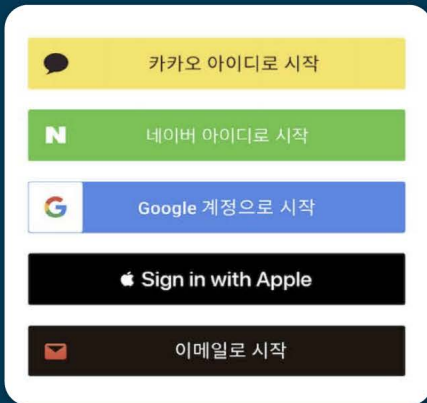 카카오 아이디로 시작
N
네이버 아이디로 시작
G
Google 계정으로 시작
Sign in with Apple
이메일로 시작